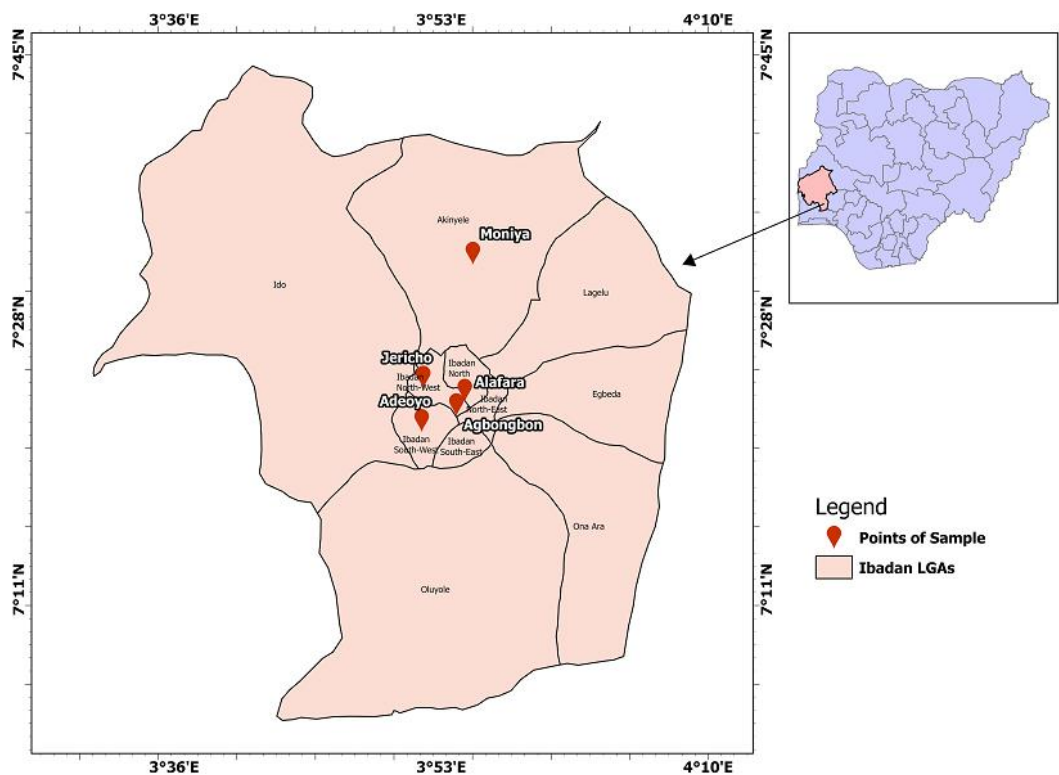 3°36'E 3°53'E 4°10'E
7°45'N
7°28'N
7°11'N
Akinyele
Moniya
Ido
Lagelu
Jericho
Ibadan
North
Ibadan
North-West
Alafara
Egbeda
Adeoyo
Ibadan
North-East
Agbongbon
Ibadan
South-West
Ibadan
South-East
Ona Ara
Oluyole
7°45'N
7°28'N
7°11'N
3°36'E 3°53'E 4°10'E
Legend
Points of Sample
Ibadan LGAs